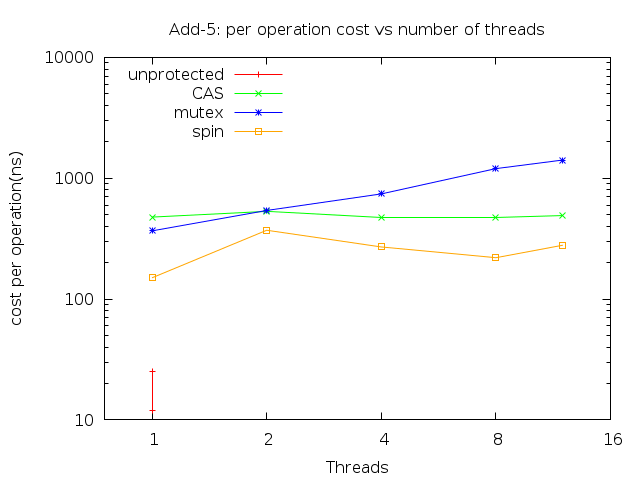 Add-5: per operation cost vs number of threads
10000
unprotected
CAS
mutex
spin
1000
cost per operation(ns)
100
10
1 2 4 8 16
Threads